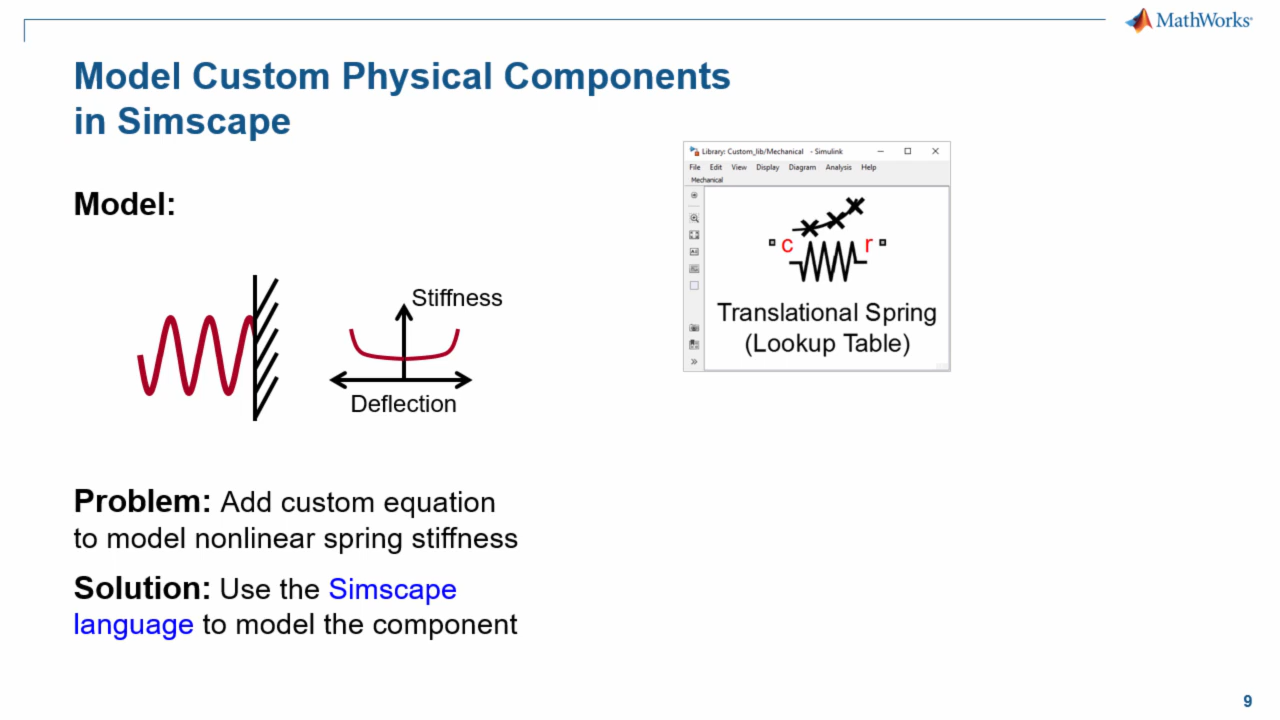 MathWorks®
Model Custom Physical Components
in Simscape
Library: Custom_lib/Mechanical - Simulink
File Edit View Display Diagram Analysis Help
Mechanical
Model:
c r
Translational Spring
(Lookup Table)
Stiffness
Deflection
Problem: Add custom equation
to model nonlinear spring stiffness
Solution: Use the Simscape
language to model the component
9